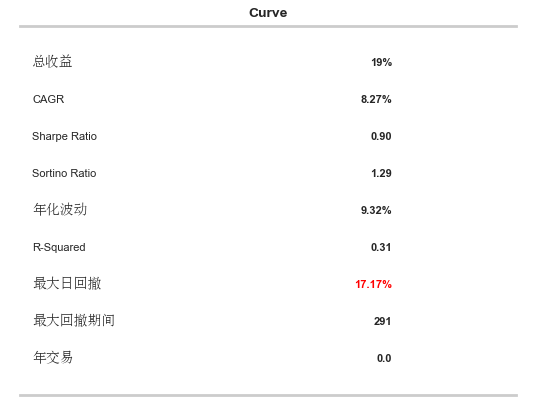 Curve
总收益 19%
CAGR 8.27%
Sharpe Ratio 0.90
Sortino Ratio 1.29
年化波动 9.32%
R-Squared 0.31
最大日回撤 17.17%
最大回撤期间 291
年交易 0.0